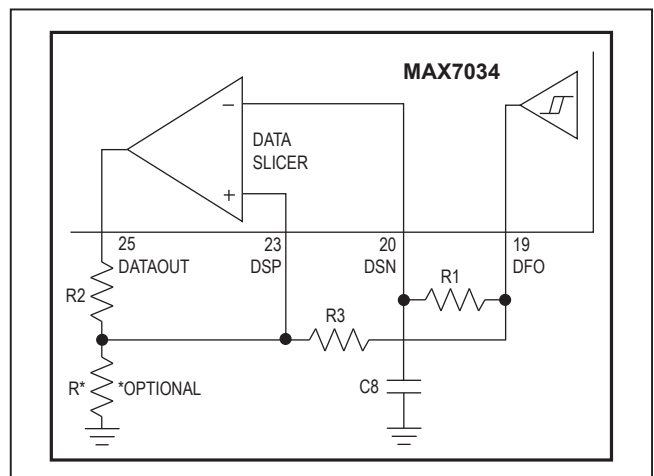 MAX7034
−
DATA
SLICER
+
25
DATAOUT
23
DSP
20
DSN
19
DFO
R2
R1
R3
R*
*OPTIONAL
C8